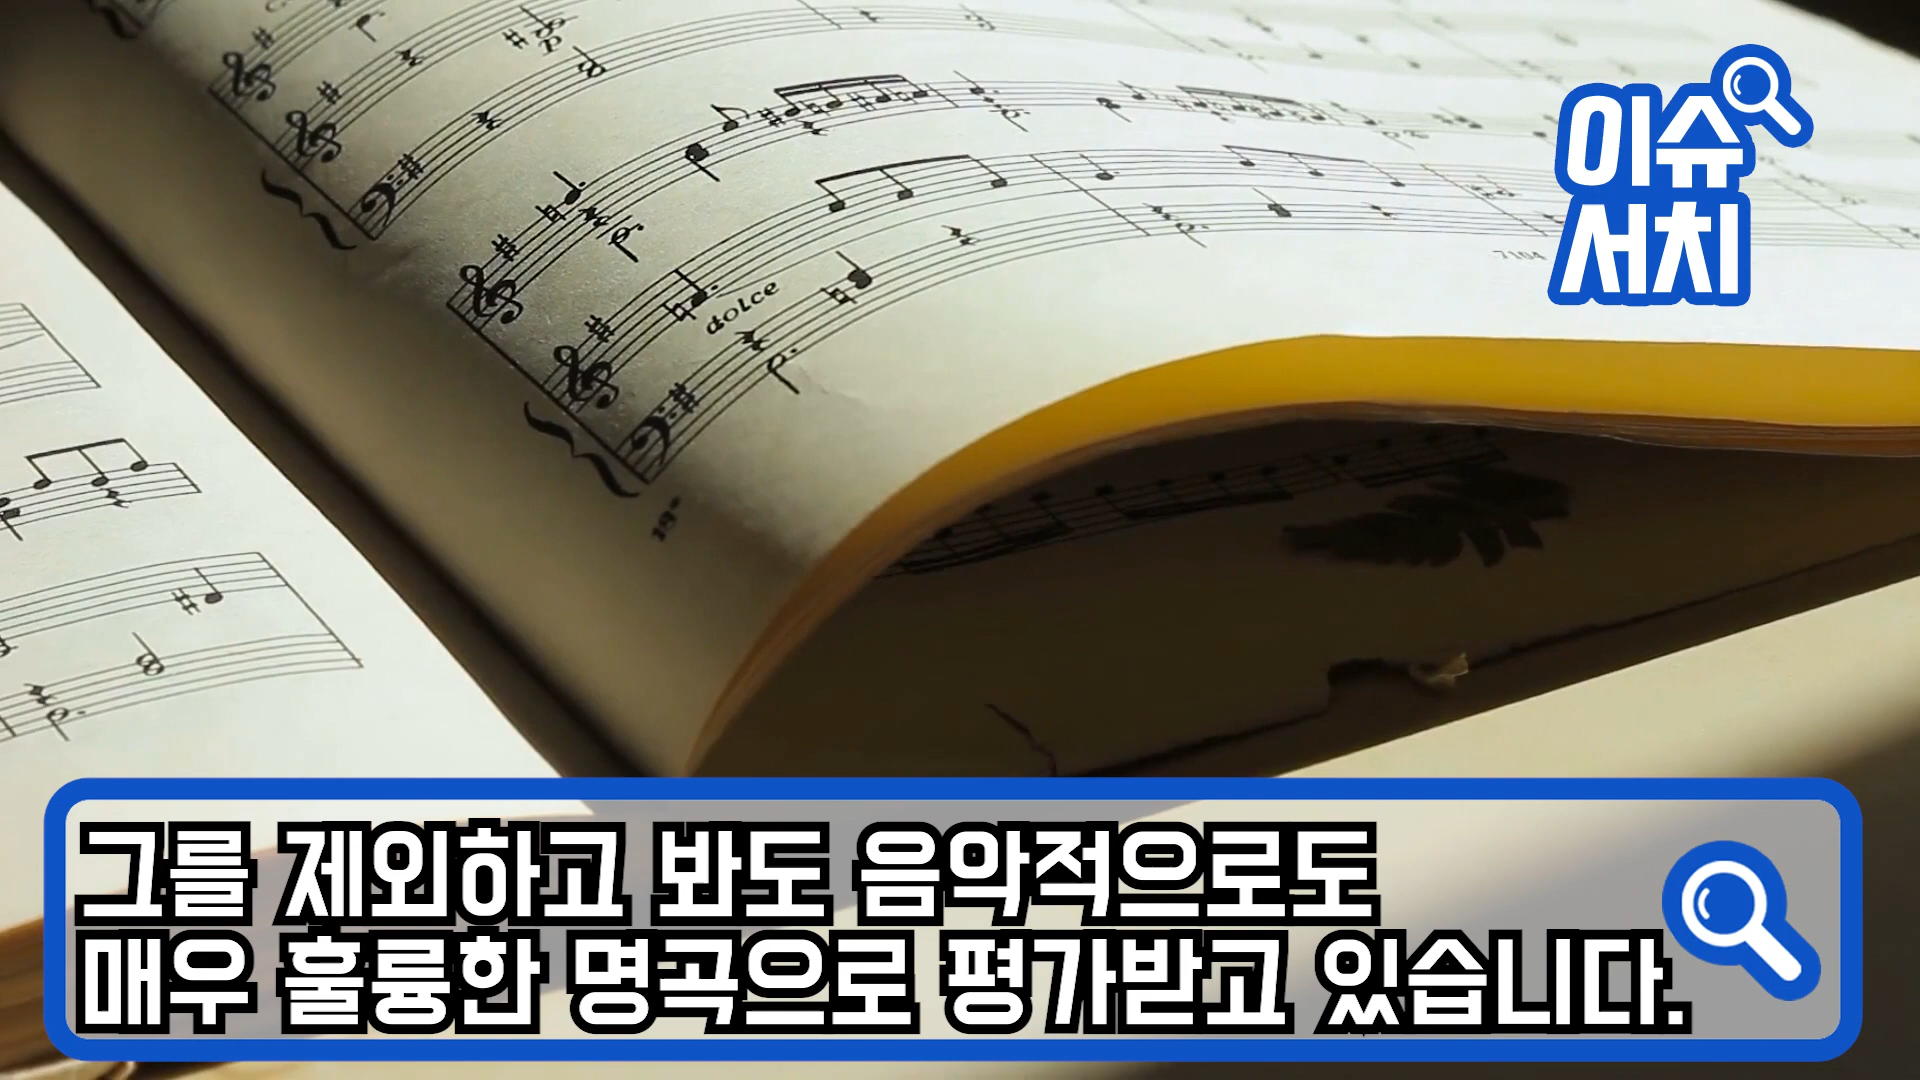 이슈
서치
7104
dolce
그를 제외하고 봐도 음악적으로도
매우 훌륭한 명곡으로 평가받고 있습니다.